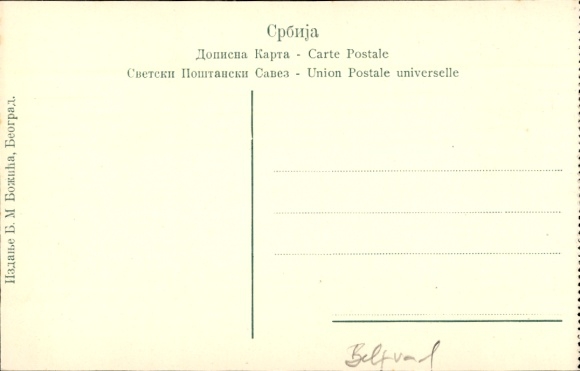 Србија
Дописна Карта - Carte Postale
Светски Поштански Савез - Union Postale universelle
Издање Б. М Божића, Београд.
Belgrad